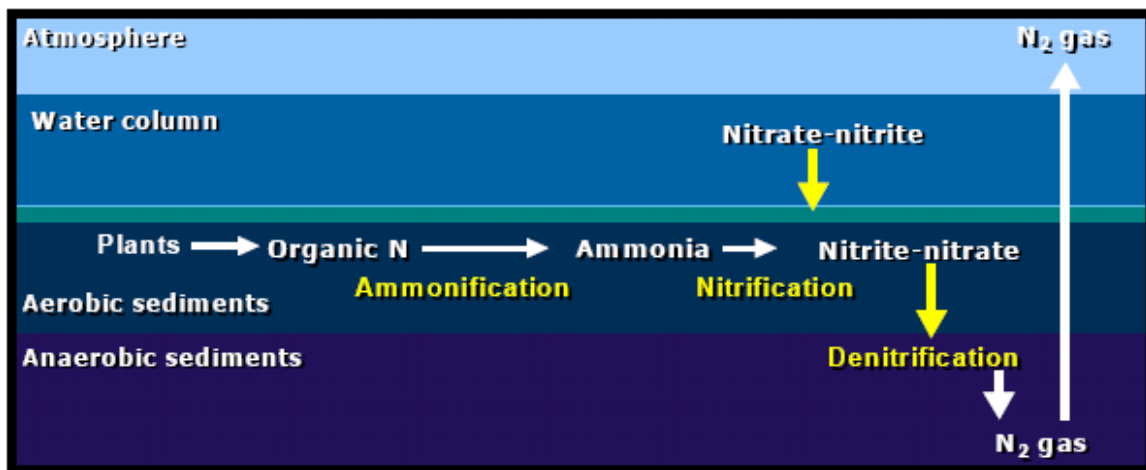 Atmosphere
N₂ gas
Water column
Nitrate-nitrite
Plants
Organic N
Ammonia
Nitrite-nitrate
Ammonification
Nitrification
Aerobic sediments
Anaerobic sediments
Denitrification
N₂ gas